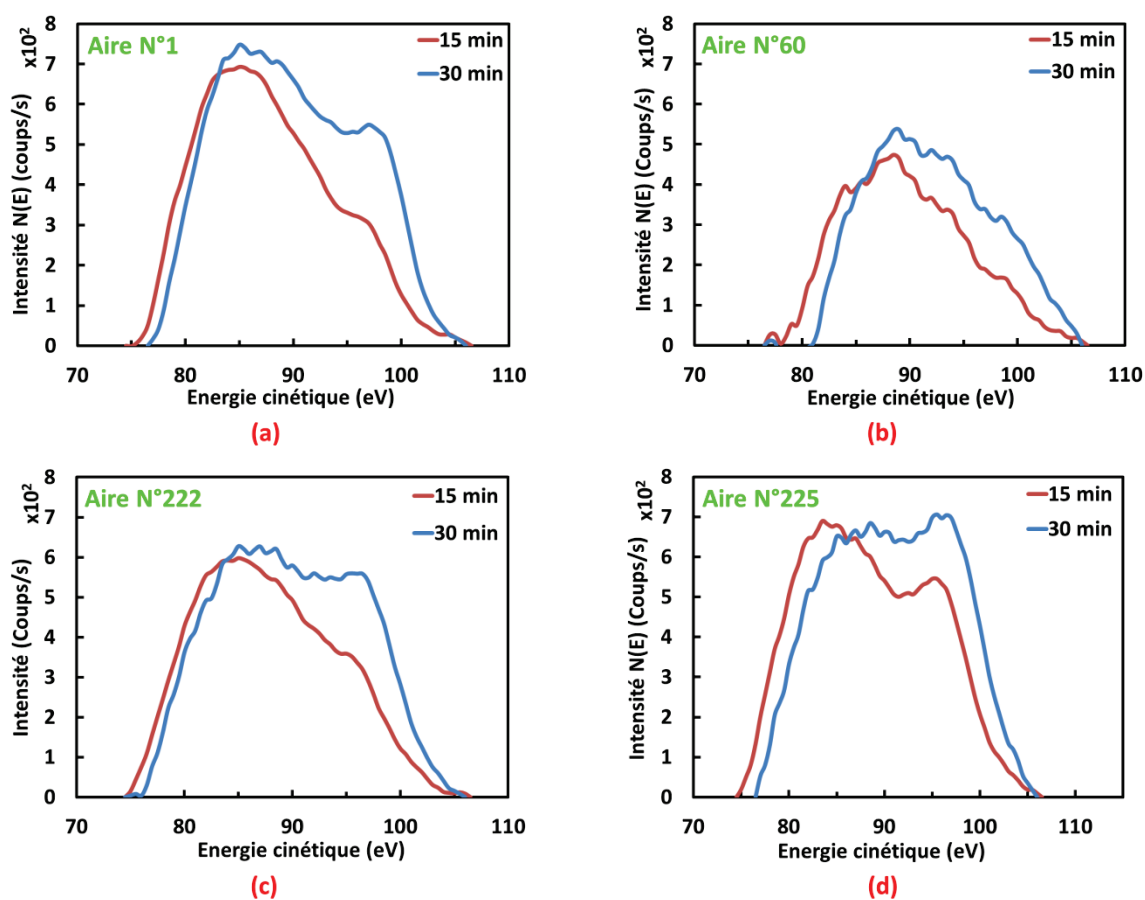 Aire N°1
15 min
30 min
x10²
Intensité N(E) (coups/s)
8
7
6
5
4
3
2
1
0
70 80 90 100 110
Energie cinétique (eV)
(a)
Aire N°60
15 min
30 min
x10²
Intensité N(E) (Coups/s)
8
7
6
5
4
3
2
1
0
70 80 90 100 110
Energie cinétique (eV)
(b)
Aire N°222
15 min
30 min
x10²
Intensité (Coups/s)
8
7
6
5
4
3
2
1
0
70 80 90 100 110
Energie cinétique (eV)
(c)
Aire N°225
15 min
30 min
x10²
Intensité N(E) (Coups/s)
8
7
6
5
4
3
2
1
0
70 80 90 100 110
Energie cinétique (eV)
(d)